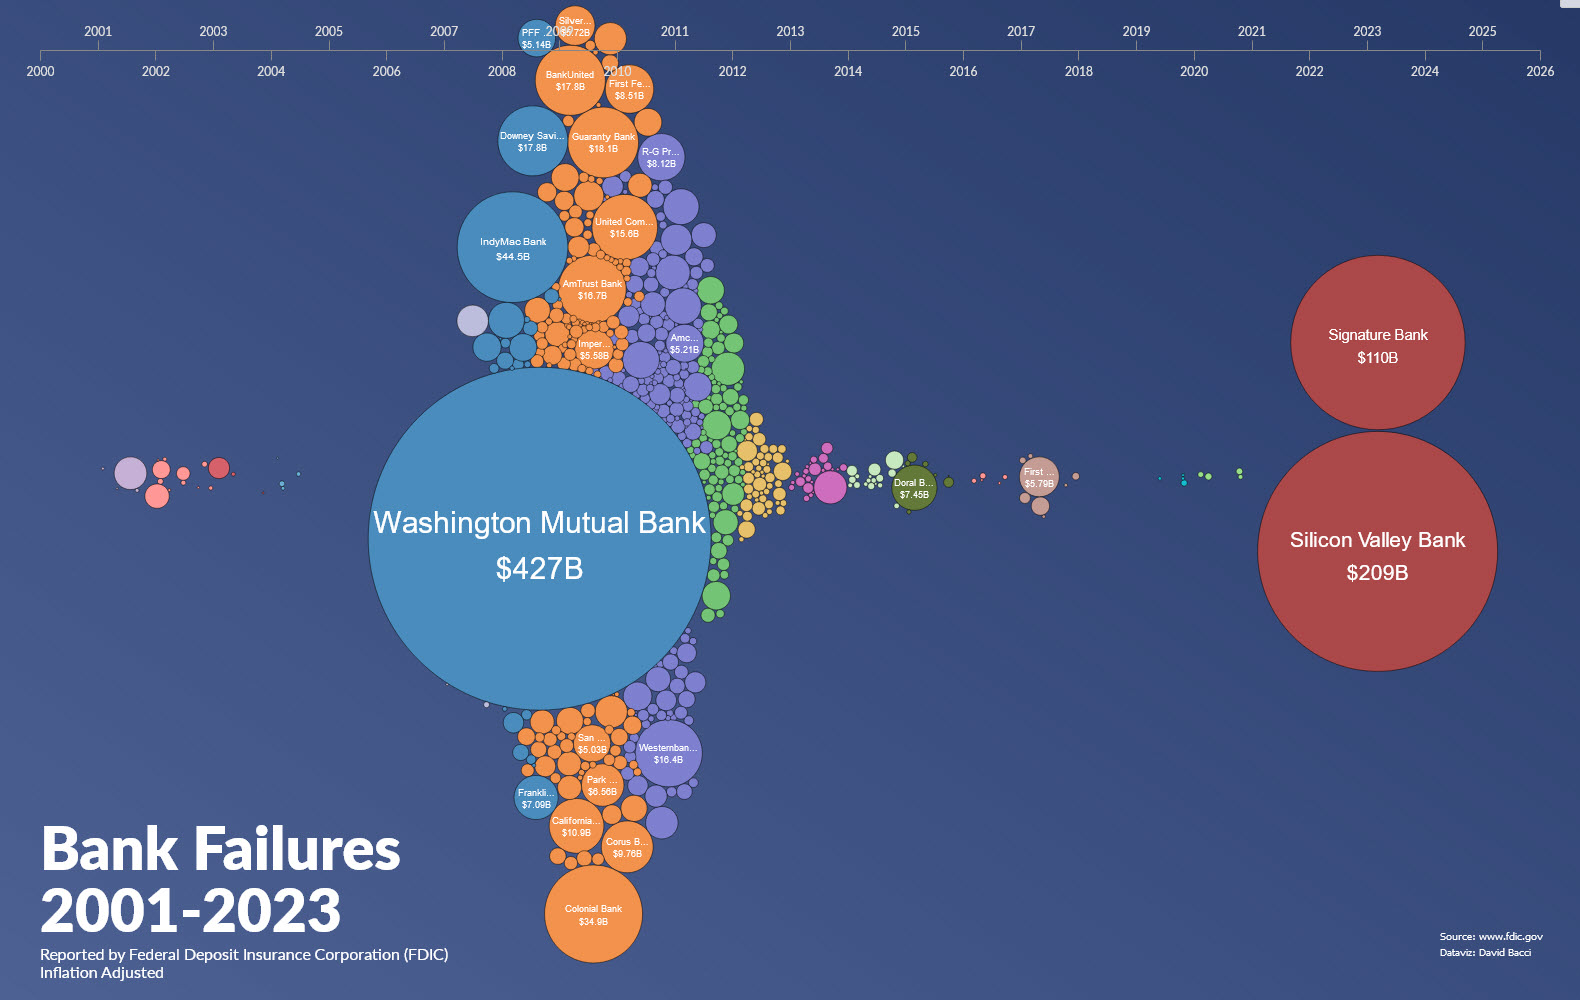 2001 2003 2005 2007 2009 2011 2013 2015 2017 2019 2021 2023 2025
2000 2002 2004 2006 2008 2010 2012 2014 2016 2018 2020 2022 2024 2026
Silver...
$5.72B
PFF ...
$5.14B
BankUnited
$17.8B
First Fe...
$8.51B
Downey Savi...
$17.8B
Guaranty Bank
$18.1B
R-G Pr...
$8.12B
United Com...
$15.6B
IndyMac Bank
$44.5B
AmTrust Bank
$16.7B
Imper...
$5.58B
Amc...
$5.21B
Signature Bank
$110B
First ...
$5.79B
Doral B...
$7.45B
Washington Mutual Bank
$427B
Silicon Valley Bank
$209B
San ...
$5.03B
Westernban...
$16.4B
Park ...
$6.56B
Frankli...
$7.09B
California...
$10.9B
Corus B...
$9.76B
Colonial Bank
$34.9B
Bank Failures
2001-2023
Reported by Federal Deposit Insurance Corporation (FDIC)
Inflation Adjusted
Source: www.fdic.gov
Dataviz: David Bacci